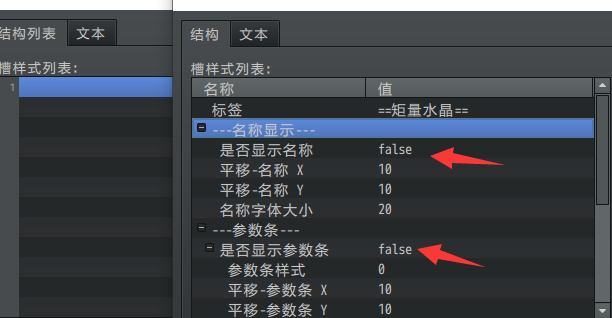 结构列表 文本
槽样式列表:
1
结构 文本
槽样式列表:
名称 值
标签 ==矩量水晶==
---名称显示---
是否显示名称 false
平移-名称 X 10
平移-名称 Y 10
名称字体大小 20
---参数条---
是否显示参数条 false
参数条样式 0
平移-参数条 X 10
平移-参数条 Y 10